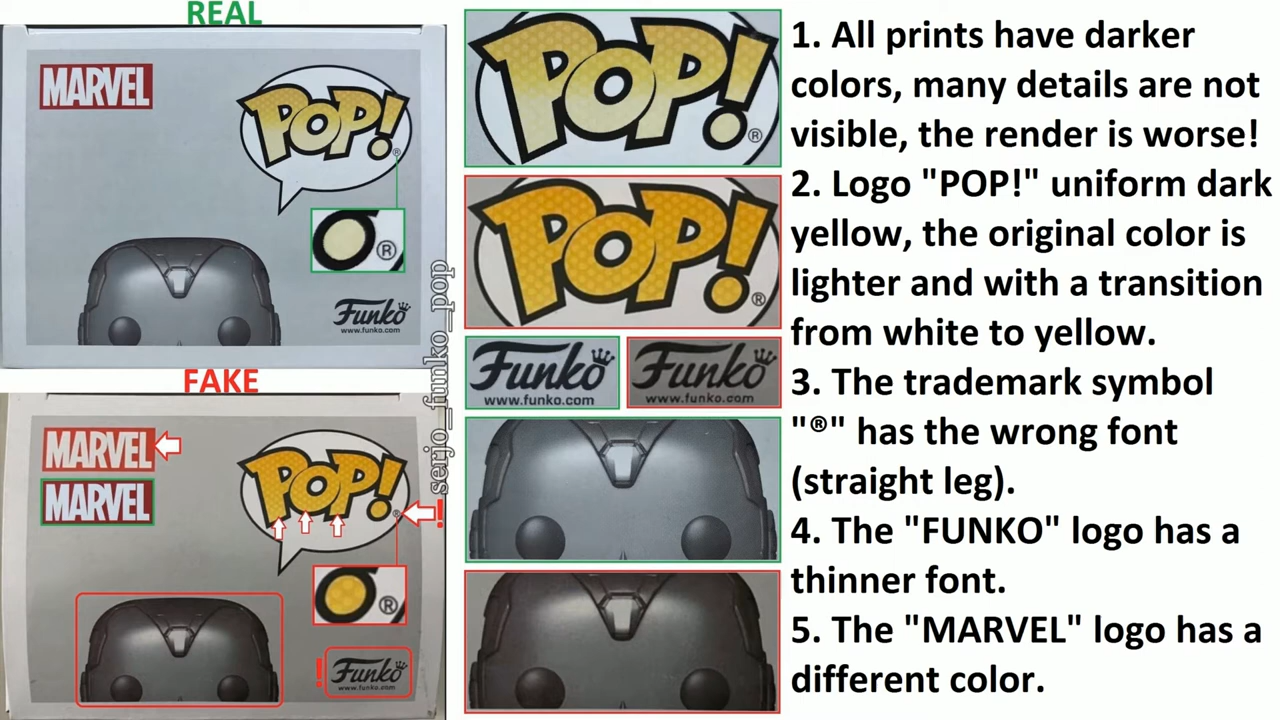 REAL
MARVEL
POP!
®
®
Funko
www.funko.com
FAKE
MARVEL
MARVEL
POP!
®
!
®
!
Funko
www.funko.com
serjo_funko_pop
POP!
®
POP!
®
Funko
www.funko.com
Funko
www.funko.com
1. All prints have darker
colors, many details are not
visible, the render is worse!
2. Logo "POP!" uniform dark
yellow, the original color is
lighter and with a transition
from white to yellow.
3. The trademark symbol
"®" has the wrong font
(straight leg).
4. The "FUNKO" logo has a
thinner font.
5. The "MARVEL" logo has a
different color.